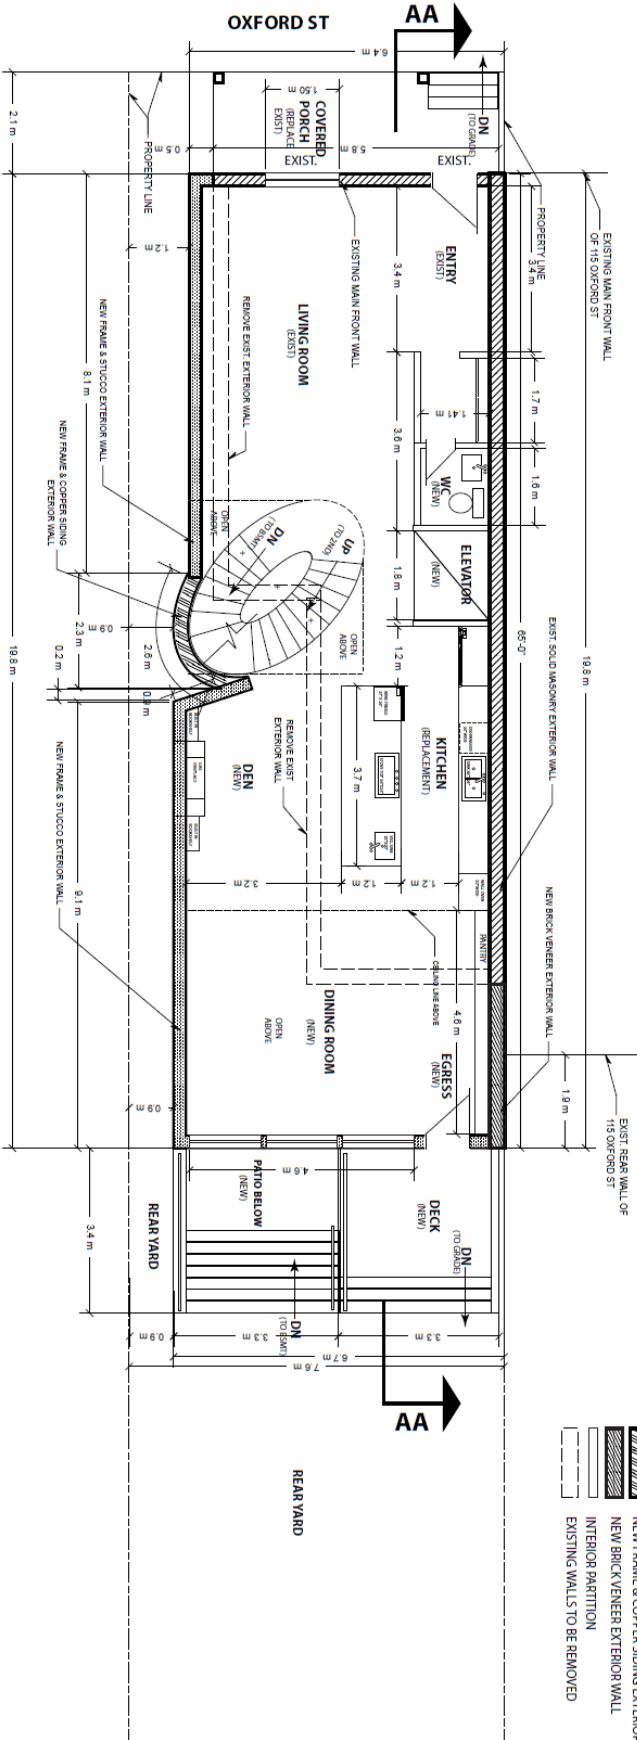 OXFORD ST
AA
6.4 m
1.50 m
DN
(TO GRADE)
COVERED
PORCH
(REPLACE
EXIST)
5.8 m
0.5 m
2.1 m
PROPERTY LINE
EXIST.
EXIST.
PROPERTY LINE
EXISTING MAIN FRONT WALL
OF 115 OXFORD ST
1.2 m
ENTRY
(EXIST)
3.4 m
3.4 m
EXISTING MAIN FRONT WALL
LIVING ROOM
(EXIST)
REMOVE EXIST. EXTERIOR WALL
NEW FRAME & STUCCO EXTERIOR WALL
8.1 m
1.7 m
1.41 m
3.6 m
1.6 m
WC
(NEW)
NEW FRAME & COPPER SIDING
EXTERIOR WALL
OPEN
ABOVE
DN
(TO BSMT)
UP
(TO 2ND)
ELEVATOR
(NEW)
1.8 m
2.3 m
0.9 m
2.6 m
0.2 m
0.9 m
OPEN
ABOVE
1.2 m
65'-0"
19.8 m
19.8 m
EXIST. SOLID MASONRY EXTERIOR WALL
KITCHEN
(REPLACEMENT)
DEN
(NEW)
REMOVE EXIST
EXTERIOR WALL
3.7 m
NEW FRAME & STUCCO EXTERIOR WALL
9.1 m
3.2 m
1.2 m
1.2 m
PANTRY
CEILING LINE ABOVE
4.6 m
NEW BRICK VENEER EXTERIOR WALL
DINING ROOM
(NEW)
OPEN
ABOVE
EGRESS
(NEW)
1.9 m
EXIST. REAR WALL OF
115 OXFORD ST
0.9 m
4.6 m
PATIO BELOW
(NEW)
DECK
(NEW)
DN
(TO GRADE)
REAR YARD
3.4 m
DN
(TO BSMT)
0.9 m
3.3 m
3.3 m
6.7 m
7.6 m
AA
REAR YARD
NEW BRICK VENEER EXTERIOR WALL
INTERIOR PARTITION
EXISTING WALLS TO BE REMOVED